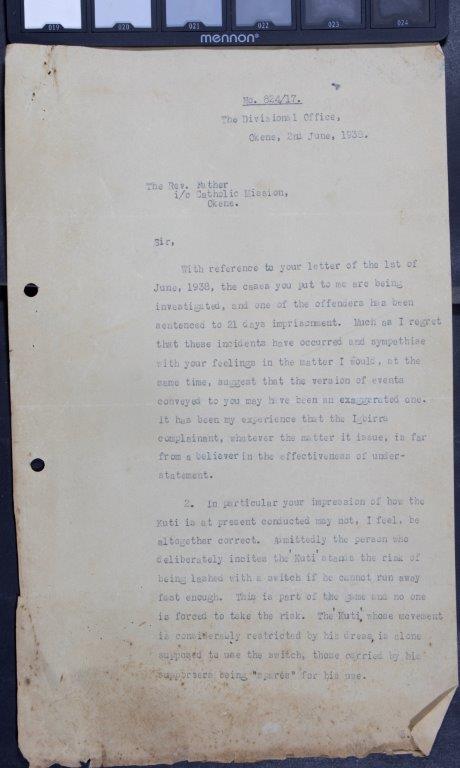 019 020 021 022 023 024
mennon®
No. 824/17.
The Divisional Office,
Okene, 2nd June, 1938.
The Rev. Father
i/c Catholic Mission,
Okene.
Sir,
With reference to your letter of the 1st of
June, 1938, the cases you put to me are being
investigated, and one of the offenders has been
sentenced to 21 days imprisonment. Much as I regret
that these incidents have occurred and sympathise
with your feelings in the matter I would, at the
same time, suggest that the version of events
conveyed to you may have been an exaggerated one.
It has been my experience that the Igbirra
complainant, whatever the matter it issue, is far
from a believer in the effectiveness of under-
statement.
2. In particular your impression of how the
Kuti is at present conducted may not, I feel, be
altogether correct. Admittedly the person who
deliberately incites the 'Kuti' stands the risk of
being lashed with a switch if he cannot run away
fast enough. This is part of the game and no one
is forced to take the risk. The 'Kuti', whose movement
is considerably restricted by his dress, is alone
supposed to use the switch, those carried by his
supporters being "spares" for his use.